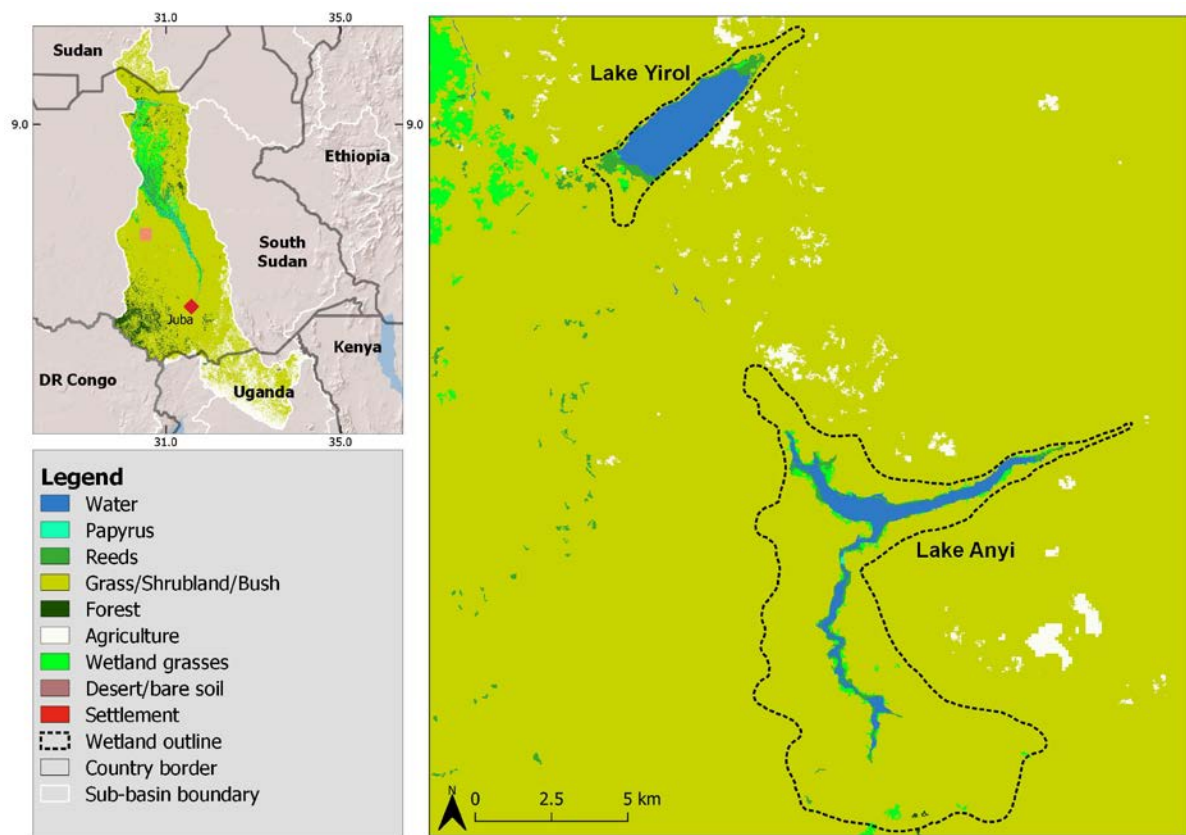 31.0
35.0
Sudan
9.0
9.0
Ethiopia
South
Sudan
Juba
Kenya
DR Congo
Uganda
31.0
35.0
Legend
Water
Papyrus
Reeds
Grass/Shrubland/Bush
Forest
Agriculture
Wetland grasses
Desert/bare soil
Settlement
Wetland outline
Country border
Sub-basin boundary
Lake Yirol
Lake Anyi
N
0 2.5 5 km